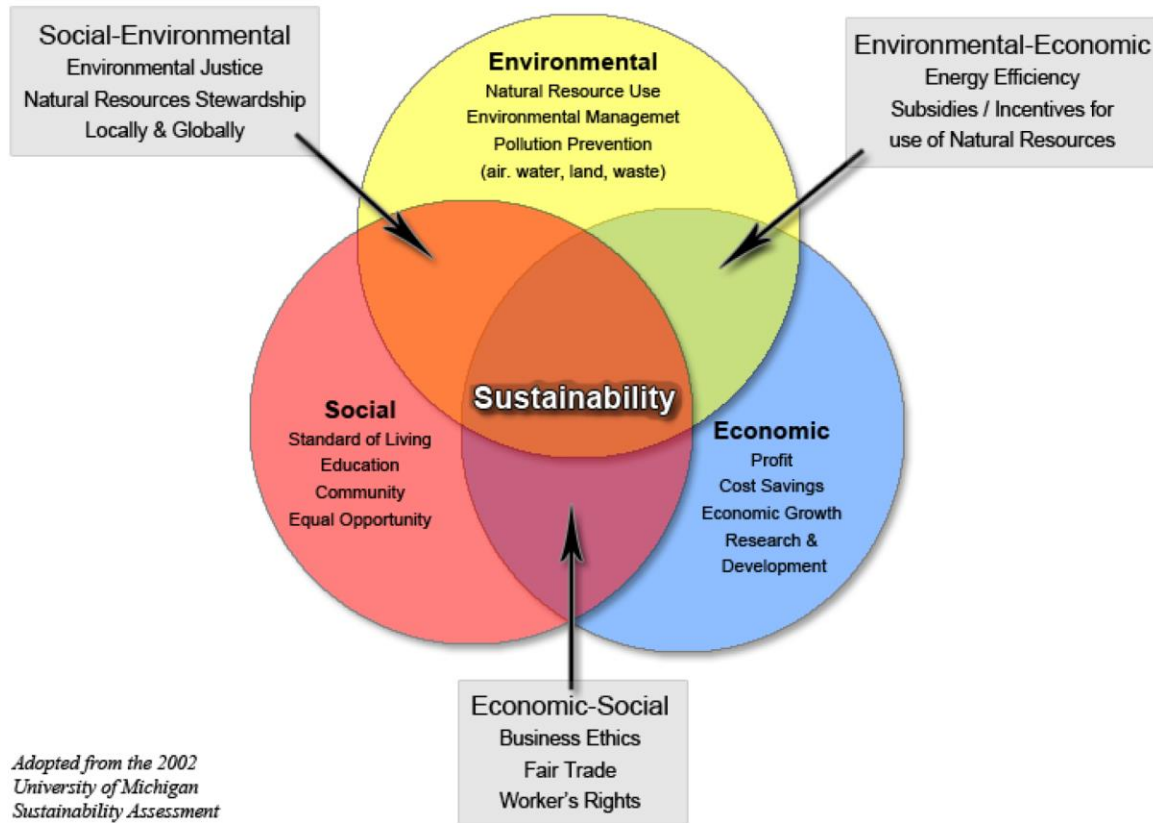 Social-Environmental
Environmental Justice
Natural Resources Stewardship
Locally & Globally
Environmental
Natural Resource Use
Environmental Managemet
Pollution Prevention
(air. water, land, waste)
Environmental-Economic
Energy Efficiency
Subsidies / Incentives for
use of Natural Resources
Sustainability
Social
Standard of Living
Education
Community
Equal Opportunity
Economic
Profit
Cost Savings
Economic Growth
Research &
Development
Economic-Social
Business Ethics
Fair Trade
Worker's Rights
Adopted from the 2002
University of Michigan
Sustainability Assessment